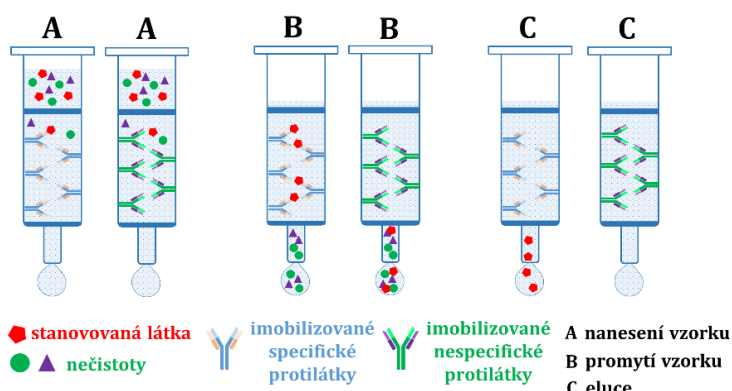 A A B B C C
stanovovaná látka
nečistoty
imobilizované
specifické
protilátky
imobilizované
nespecifické
protilátky
A nanesení vzorku
B promytí vzorku
C eluce